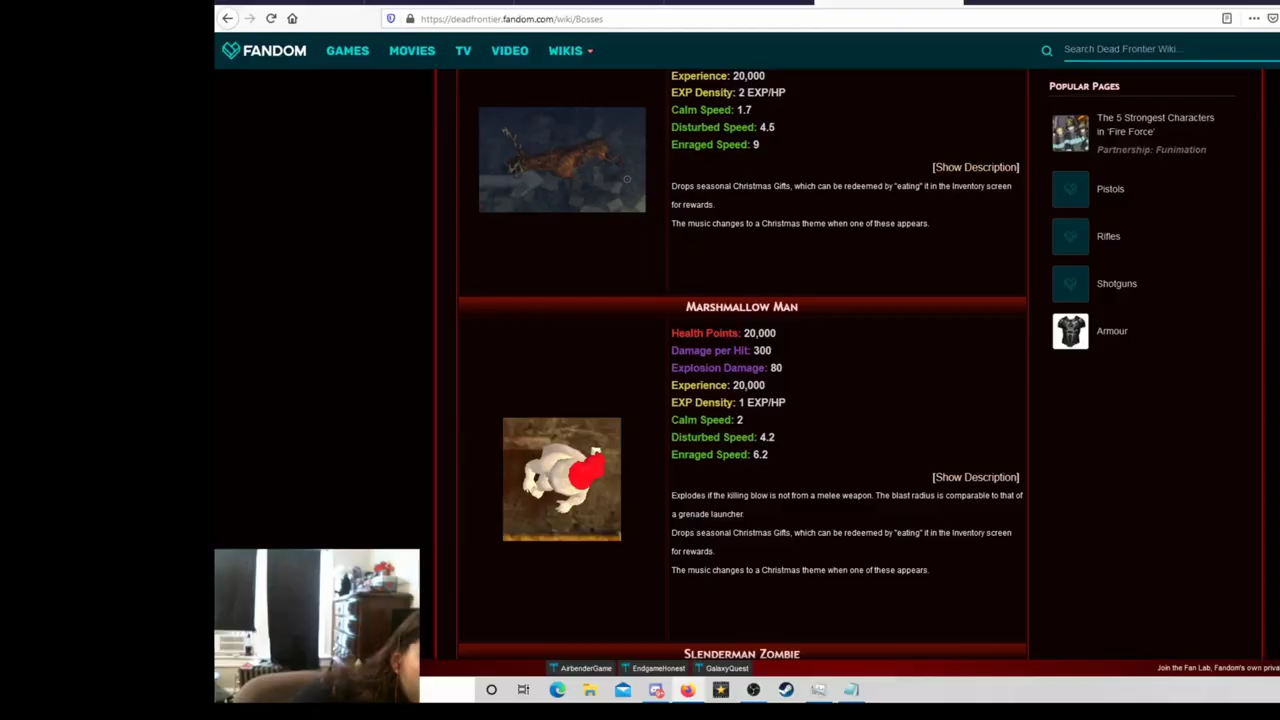 https://deadfrontier.fandom.com/wiki/Bosses
FANDOM GAMES MOVIES TV VIDEO WIKIS Search Dead Frontier Wiki...
Experience: 20,000
EXP Density: 2 EXP/HP
Calm Speed: 1.7
Disturbed Speed: 4.5
Enraged Speed: 9
[Show Description]
Drops seasonal Christmas Gifts, which can be redeemed by "eating" it in the Inventory screen
for rewards.
The music changes to a Christmas theme when one of these appears.
Marshmallow Man
Health Points: 20,000
Damage per Hit: 300
Explosion Damage: 80
Experience: 20,000
EXP Density: 1 EXP/HP
Calm Speed: 2
Disturbed Speed: 4.2
Enraged Speed: 6.2
[Show Description]
Explodes if the killing blow is not from a melee weapon. The blast radius is comparable to that of
a grenade launcher.
Drops seasonal Christmas Gifts, which can be redeemed by "eating" it in the Inventory screen
for rewards.
The music changes to a Christmas theme when one of these appears.
Slenderman Zombie
Popular Pages
The 5 Strongest Characters
in 'Fire Force'
Partnership: Funimation
Pistols
Rifles
Shotguns
Armour
AirbenderGame EndgameHonest GalaxyQuest
Join the Fan Lab, Fandom's own priva